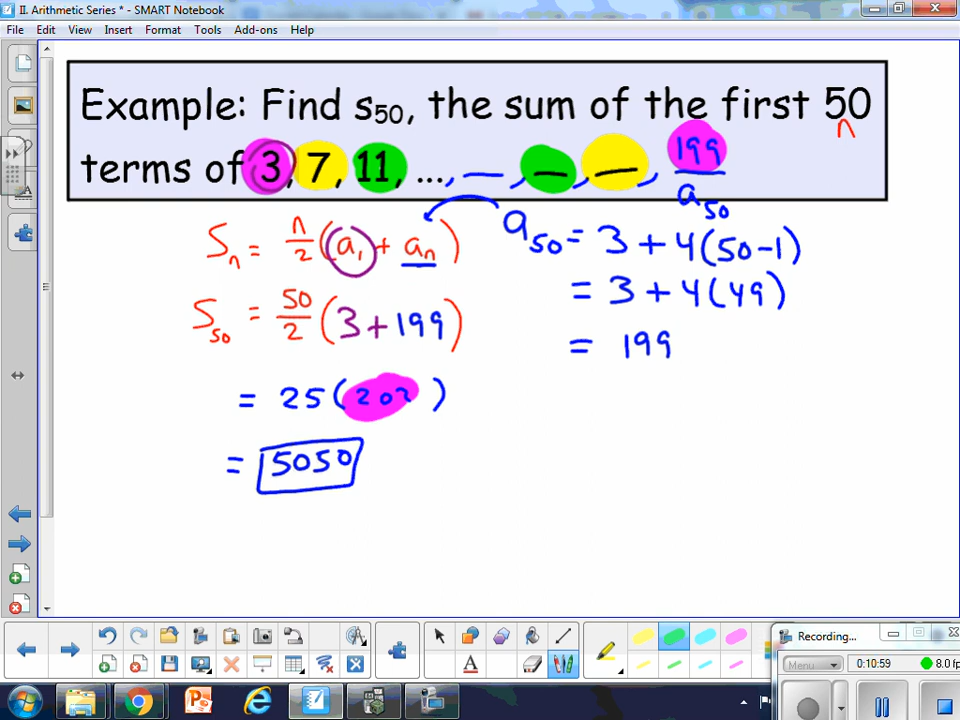 II. Arithmetic Series * - SMART Notebook
File Edit View Insert Format Tools Add-ons Help
Example: Find s₅₀, the sum of the first 50
n
terms of 3, 7, 11, ..., __, __, __, 199
a₅₀
Sₙ = n/2 (a₁ + aₙ)
S₅₀ = 50/2 (3 + 199)
= 25 (202)
= 5050
a₅₀ = 3 + 4(50-1)
= 3 + 4(49)
= 199
A
Recording...
Menu
0:10:59
8.0 fp